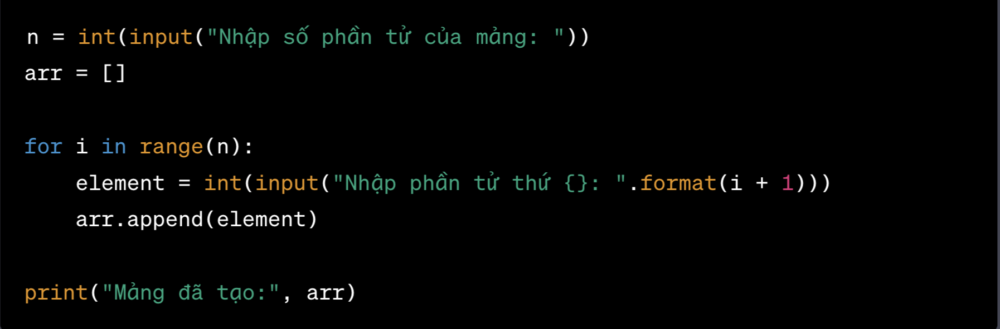 n = int(input("Nhập số phần tử của mảng: "))
arr = []
for i in range(n):
    element = int(input("Nhập phần tử thứ {}: ".format(i + 1)))
    arr.append(element)
print("Mảng đã tạo:", arr)